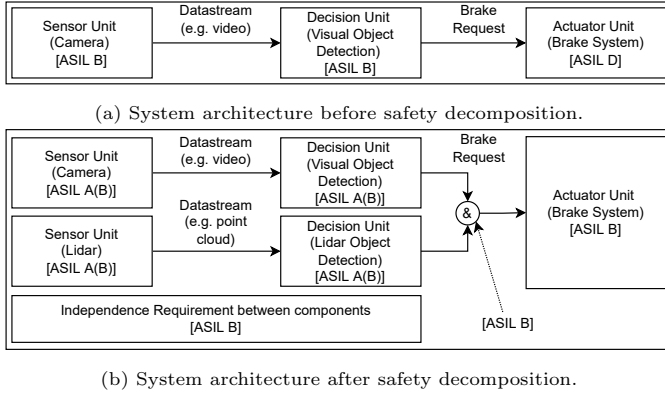 Sensor Unit
(Camera)
[ASIL B]
Datastream
(e.g. video)
Decision Unit
(Visual Object
Detection)
[ASIL B]
Brake
Request
Actuator Unit
(Brake System)
[ASIL D]
(a) System architecture before safety decomposition.
Sensor Unit
(Camera)
[ASIL A(B)]
Datastream
(e.g. video)
Decision Unit
(Visual Object
Detection)
[ASIL A(B)]
Brake
Request
Sensor Unit
(Lidar)
[ASIL A(B)]
Datastream
(e.g. point
cloud)
Decision Unit
(Lidar Object
Detection)
[ASIL A(B)]
&
Actuator Unit
(Brake System)
[ASIL B]
Independence Requirement between components
[ASIL B]
[ASIL B]
(b) System architecture after safety decomposition.